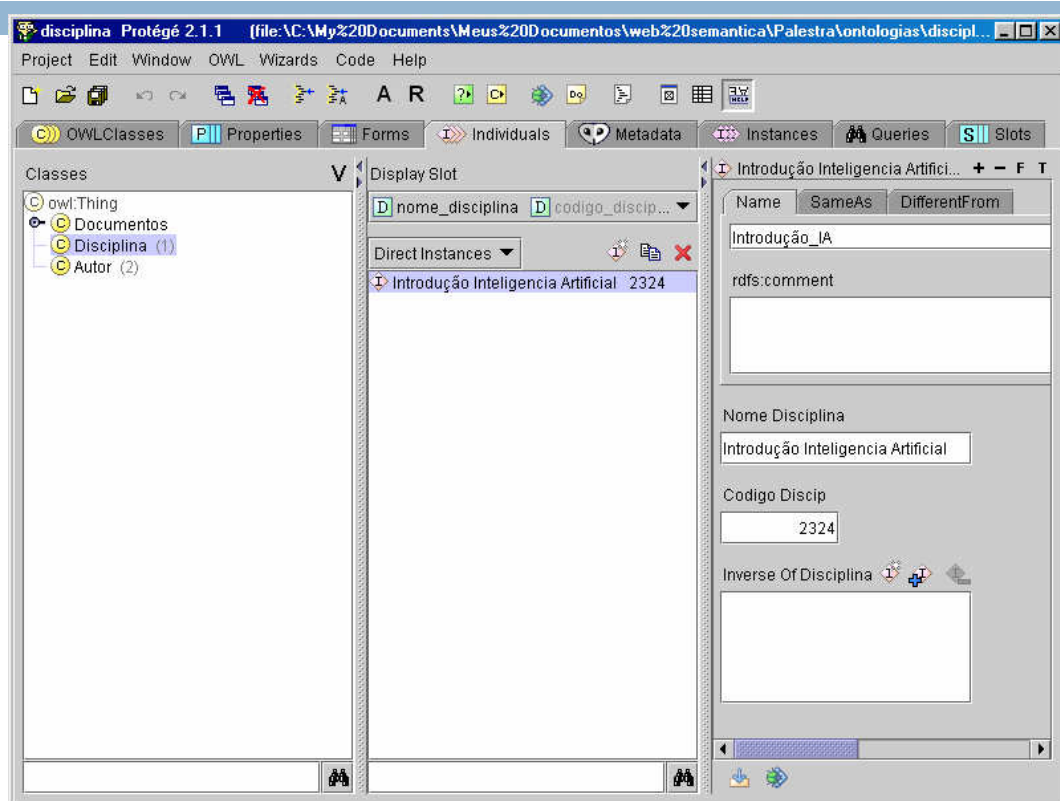 disciplina Protégé 2.1.1 (file:\C:\My%20Documents\Meus%20Documentos\web%20semantica\Palestra\ontologias\discipl...
Project Edit Window OWL Wizards Code Help
A R
OWLClasses Properties Forms Individuals Metadata Instances Queries Slots
Classes V
owl:Thing
Documentos
Disciplina (1)
Autor (2)
Display Slot
nome_disciplina codigo_discip...
Direct Instances
Introdução Inteligencia Artificial 2324
Introdução Inteligencia Artifici... + − F T
Name SameAs DifferentFrom
Introdução_IA
rdfs:comment
Nome Disciplina
Introdução Inteligencia Artificial
Codigo Discip
2324
Inverse Of Disciplina